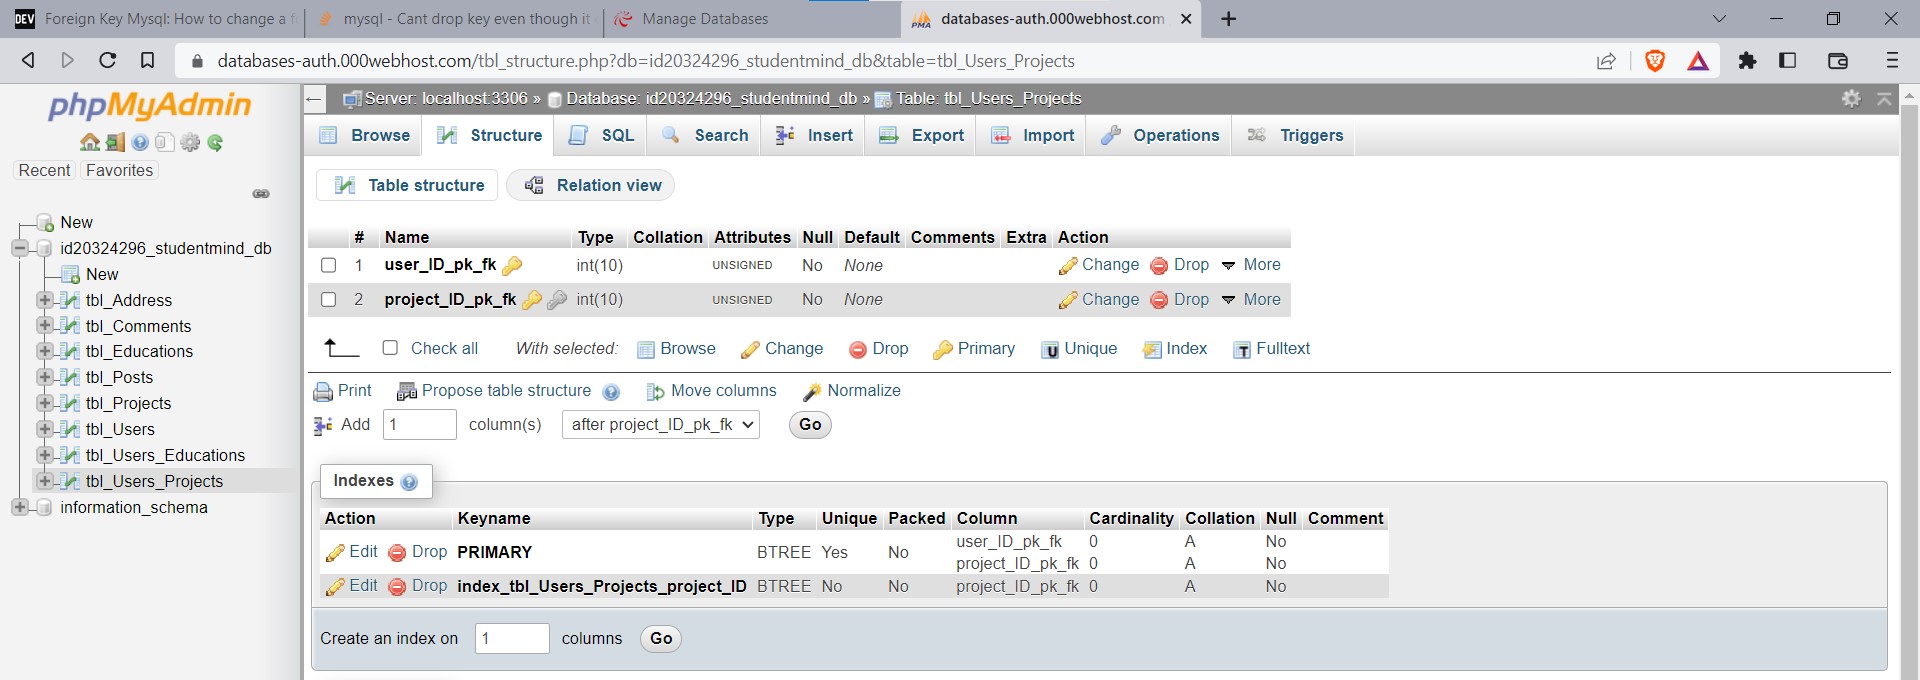 DEV Foreign Key Mysql: How to change a f
mysql - Cant drop key even though it
Manage Databases
PMA databases-auth.000webhost.com
databases-auth.000webhost.com/tbl_structure.php?db=id20324296_studentmind_db&table=tbl_Users_Projects
phpMyAdmin
Recent Favorites
New
id20324296_studentmind_db
New
tbl_Address
tbl_Comments
tbl_Educations
tbl_Posts
tbl_Projects
tbl_Users
tbl_Users_Educations
tbl_Users_Projects
information_schema
Server: localhost:3306 » Database: id20324296_studentmind_db » Table: tbl_Users_Projects
Browse Structure SQL Search Insert Export Import Operations Triggers
Table structure Relation view
# Name Type Collation Attributes Null Default Comments Extra Action
1 user_ID_pk_fk int(10) UNSIGNED No None Change Drop More
2 project_ID_pk_fk int(10) UNSIGNED No None Change Drop More
Check all With selected: Browse Change Drop Primary U Unique Index T Fulltext
Print Propose table structure Move columns Normalize
Add 1 column(s) after project_ID_pk_fk Go
Indexes
Action Keyname Type Unique Packed Column Cardinality Collation Null Comment
Edit Drop PRIMARY BTREE Yes No user_ID_pk_fk 0 A No
project_ID_pk_fk 0 A No
Edit Drop index_tbl_Users_Projects_project_ID BTREE No No project_ID_pk_fk 0 A No
Create an index on 1 columns Go